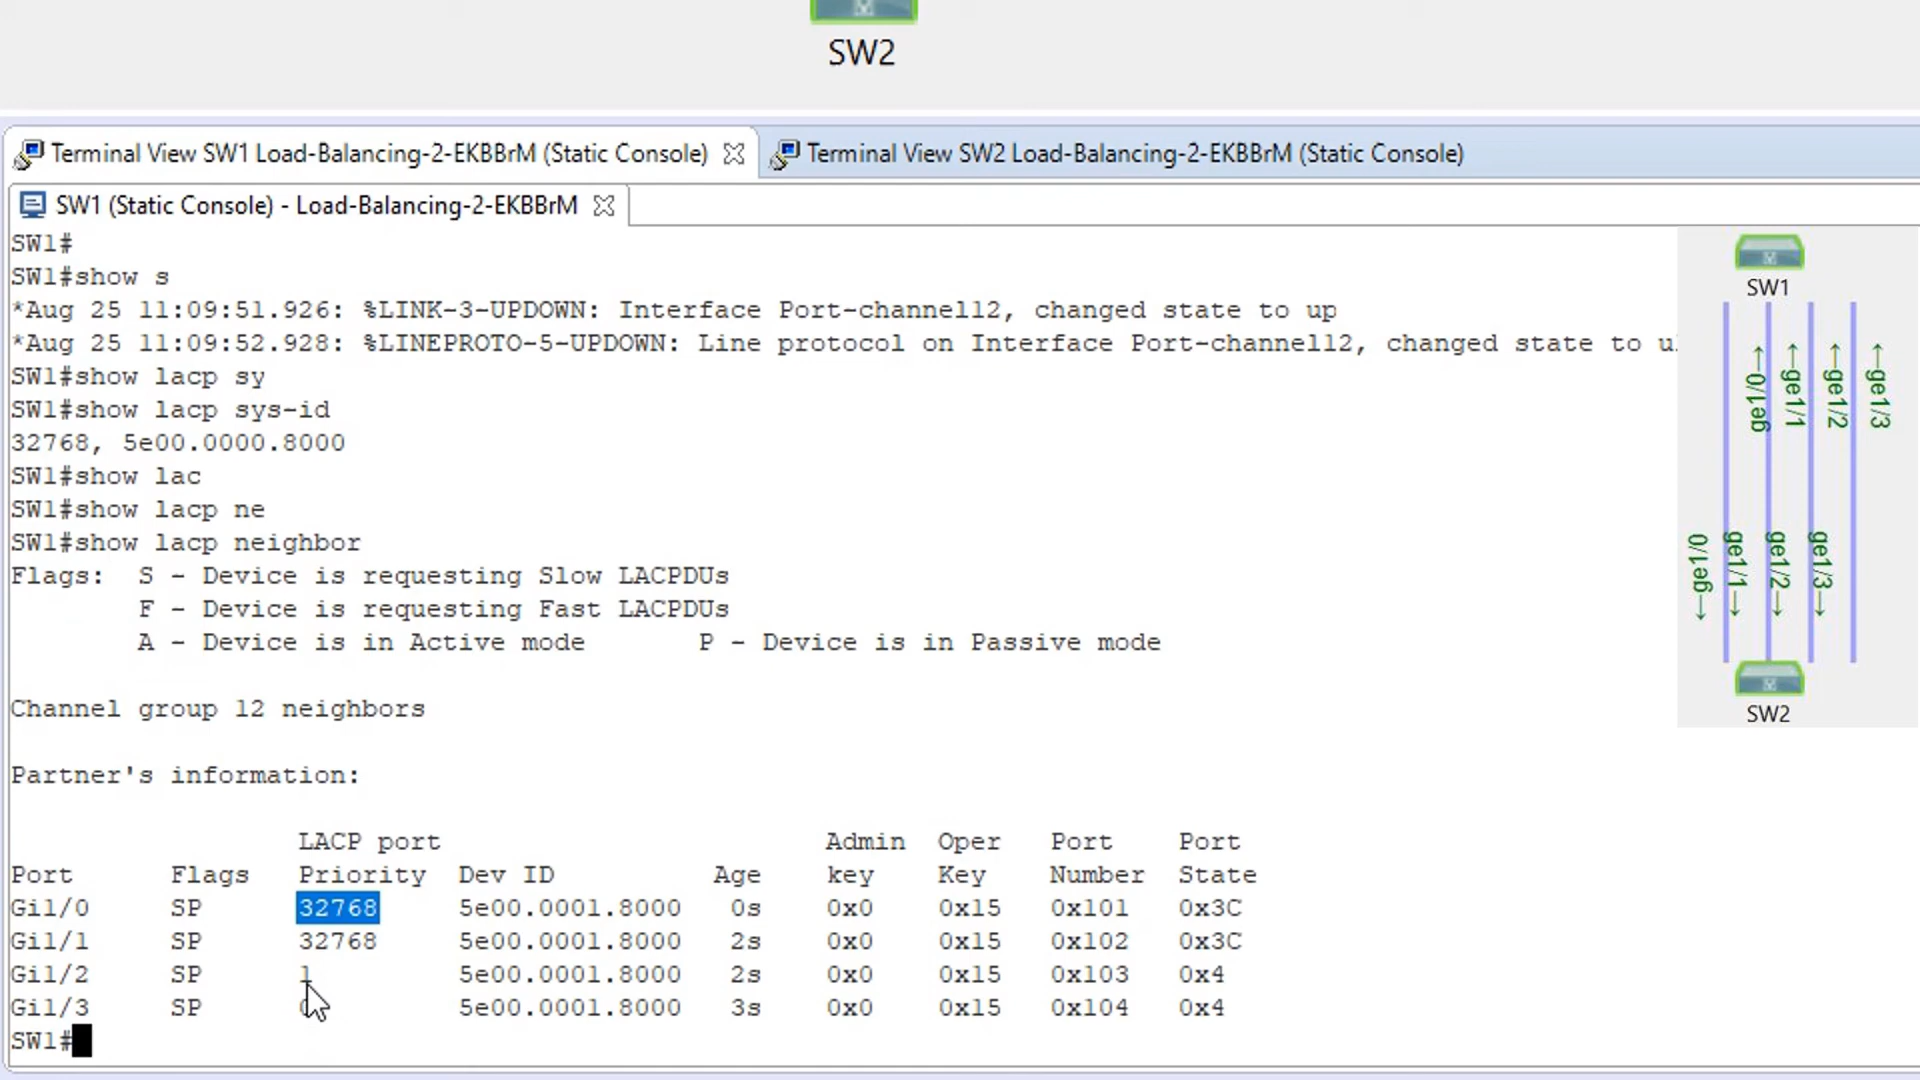 SW2
Terminal View SW1 Load-Balancing-2-EKBBrM (Static Console)
Terminal View SW2 Load-Balancing-2-EKBBrM (Static Console)
SW1 (Static Console) - Load-Balancing-2-EKBBrM
SW1#
SW1#show s
*Aug 25 11:09:51.926: %LINK-3-UPDOWN: Interface Port-channel12, changed state to up
*Aug 25 11:09:52.928: %LINEPROTO-5-UPDOWN: Line protocol on Interface Port-channel12, changed state to u
SW1#show lacp sy
SW1#show lacp sys-id
32768, 5e00.0000.8000
SW1#show lac
SW1#show lacp ne
SW1#show lacp neighbor
Flags:  S - Device is requesting Slow LACPDUs
F - Device is requesting Fast LACPDUs
A - Device is in Active mode       P - Device is in Passive mode
Channel group 12 neighbors
Partner's information:
LACP port                        Admin  Oper   Port    Port
Port      Flags   Priority  Dev ID          Age    key    Key    Number  State
Gi1/0     SP      32768     5e00.0001.8000   0s    0x0    0x15   0x101   0x3C
Gi1/1     SP      32768     5e00.0001.8000   2s    0x0    0x15   0x102   0x3C
Gi1/2     SP      1         5e00.0001.8000   2s    0x0    0x15   0x103   0x4
Gi1/3     SP      5e00.0001.8000   3s    0x0    0x15   0x104   0x4
SW1#
SW1
←ge1/0
←ge1/1
←ge1/2
←ge1/3
ge1/0→
ge1/1→
ge1/2→
ge1/3→
SW2